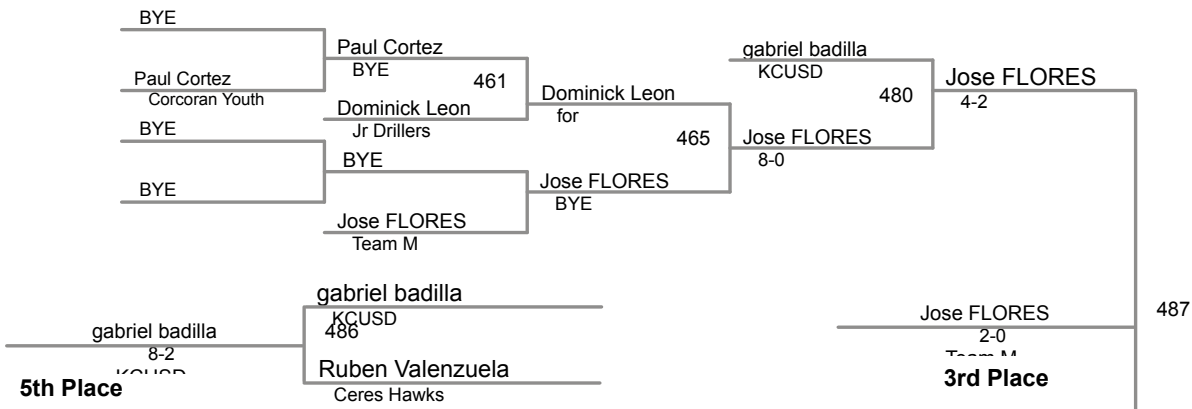 BYE
Paul Cortez
Corcoran Youth
BYE
BYE
Paul Cortez
BYE
461
Dominick Leon
Jr Drillers
BYE
Jose FLORES
Team M
Dominick Leon
for
465
Jose FLORES
BYE
gabriel badilla
KCUSD
480
Jose FLORES
8-0
Jose FLORES
4-2
487
gabriel badilla
KCUSD
486
Ruben Valenzuela
Ceres Hawks
gabriel badilla
8-2
KCUSD
5th Place
Jose FLORES
2-0
Team M
3rd Place